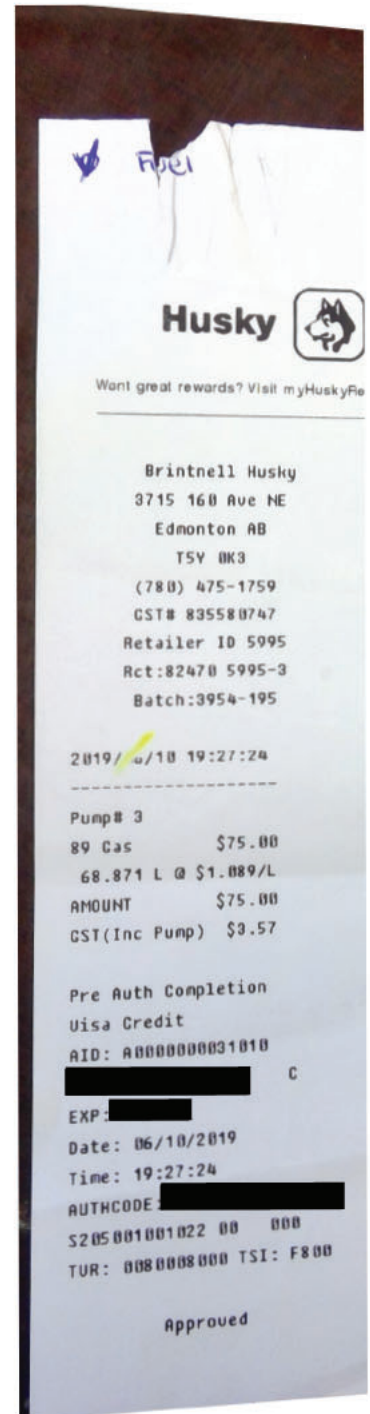 Fuel
Husky
Want great rewards? Visit myHuskyRe
Brintnell Husky
3715 160 Ave NE
Edmonton AB
T5Y 0K3
(780) 475-1759
GST# 835580747
Retailer ID 5995
Rct:82470 5995-3
Batch:3954-195
2019/ /10 19:27:24
Pump# 3
89 Gas $75.00
68.871 L @ $1.089/L
AMOUNT $75.00
GST(Inc Pump) $3.57
Pre Auth Completion
Visa Credit
AID: A0000000031010
C
EXP:
Date: 06/10/2019
Time: 19:27:24
AUTHCODE:
S205001001022 00 000
TVR: 0080008000 TSI: F800
Approved